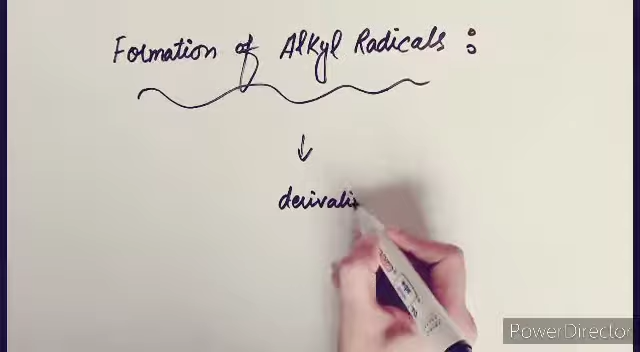 Formation of Alkyl Radicals :
↓
derivati
PowerDirector